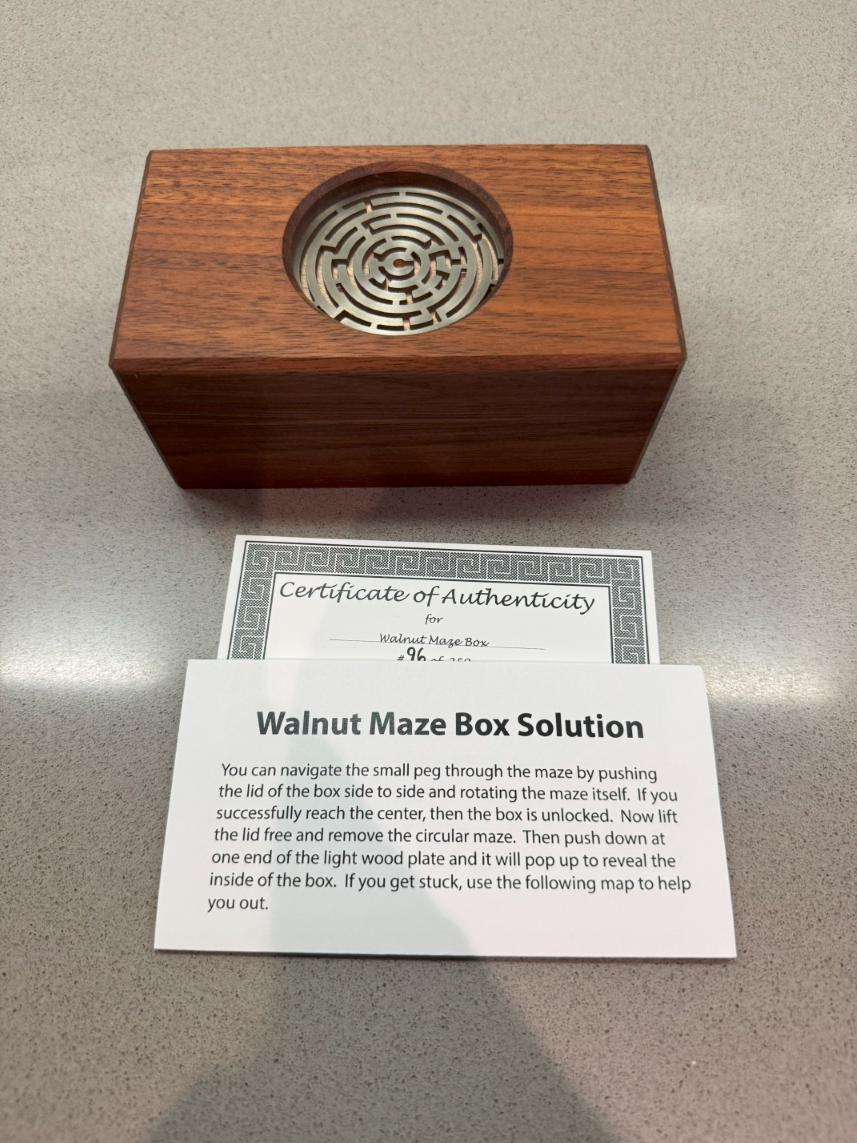 Certificate of Authenticity
for
Walnut Maze Box
#96 of 250
Walnut Maze Box Solution
You can navigate the small peg through the maze by pushing
the lid of the box side to side and rotating the maze itself. If you
successfully reach the center, then the box is unlocked. Now lift
the lid free and remove the circular maze. Then push down at
one end of the light wood plate and it will pop up to reveal the
inside of the box. If you get stuck, use the following map to help
you out.